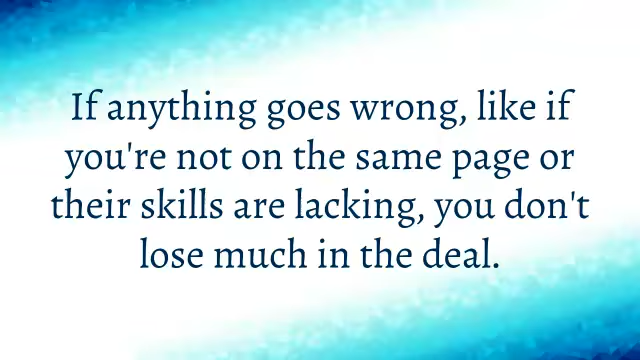 If anything goes wrong, like if
you're not on the same page or
their skills are lacking, you don't
lose much in the deal.